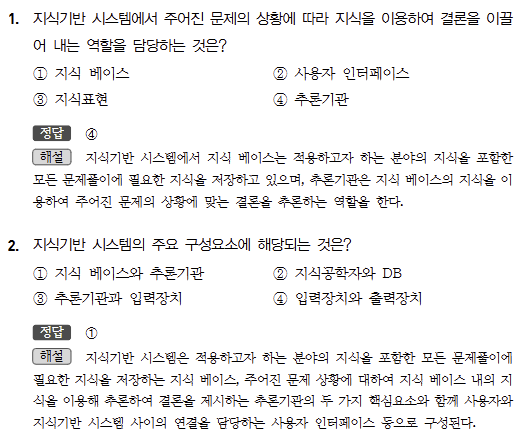 1. 지식기반 시스템에서 주어진 문제의 상황에 따라 지식을 이용하여 결론을 이끌
어 내는 역할을 담당하는 것은?
① 지식 베이스 ② 사용자 인터페이스
③ 지식표현 ④ 추론기관
정답 ④
해설 지식기반 시스템에서 지식 베이스는 적용하고자 하는 분야의 지식을 포함한
모든 문제풀이에 필요한 지식을 저장하고 있으며, 추론기관은 지식 베이스의 지식을 이
용하여 주어진 문제의 상황에 맞는 결론을 추론하는 역할을 한다.
2. 지식기반 시스템의 주요 구성요소에 해당되는 것은?
① 지식 베이스와 추론기관 ② 지식공학자와 DB
③ 추론기관과 입력장치 ④ 입력장치와 출력장치
정답 ①
해설 지식기반 시스템은 적용하고자 하는 분야의 지식을 포함한 모든 문제풀이에
필요한 지식을 저장하는 지식 베이스, 주어진 문제 상황에 대하여 지식 베이스 내의 지
식을 이용해 추론하여 결론을 제시하는 추론기관의 두 가지 핵심요소와 함께 사용자와
지식기반 시스템 사이의 연결을 담당하는 사용자 인터페이스 등으로 구성된다.